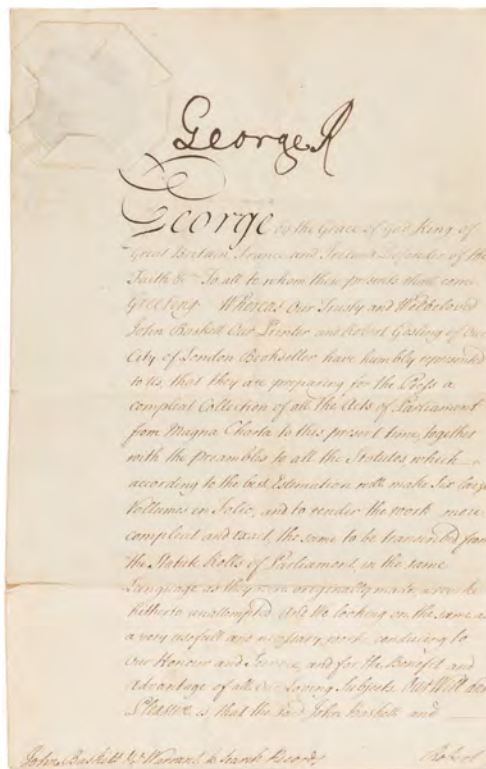 George R
George by the Grace of God King of
Great Britain, France and Ireland Defender of the
Faith &c To all to whom these presents shall come
Greeting. Whereas Our Trusty and Welbeloved
John Baskett Our Printer and Robert Gosling of Our
City of London Bookseller have humbly represented
to Us, that they are preparing for the Press a
compleat Collection of all the Acts of Parliament
from Magna Charta to this present time, together
with the preambles to all the Statutes which
according to the best Estimation will make Six large
Vollumes in Folio, and to render the work more
compleat and exact, the same to be transcribed from
the Statute Rolls of Parliament, in the same
Language as they were originally made, a work
hitherto unattempted. And We looking on the same as
a very usefull and necessary work, conducing to
Our Honour and Service, and for the Benefit and
Advantage of all Our Loving Subjects. Our Will and
Pleasure is that the said John Baskett and
John Baskett &c Warrant to search Records
Robert